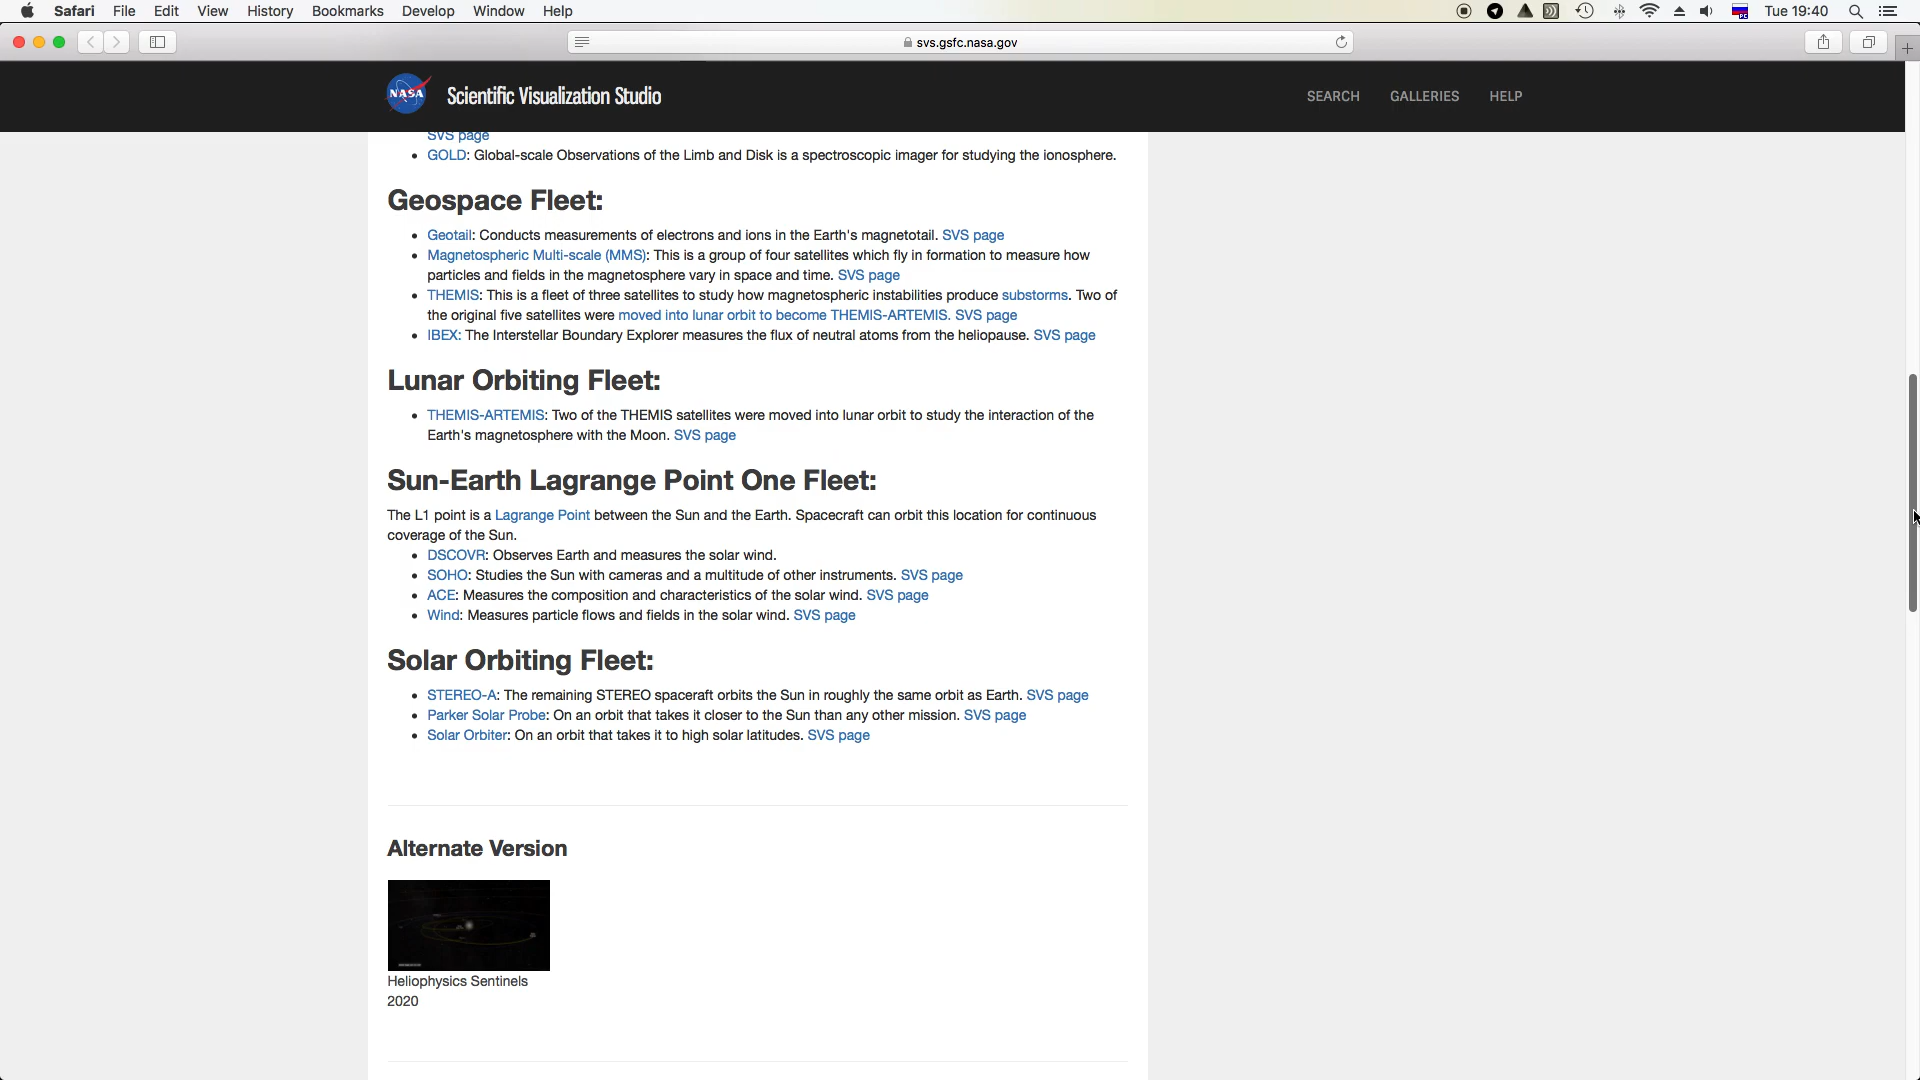 Safari File Edit View History Bookmarks Develop Window Help Tue 19:40
svs.gsfc.nasa.gov
NASA Scientific Visualization Studio SEARCH GALLERIES HELP
SVS page
GOLD: Global-scale Observations of the Limb and Disk is a spectroscopic imager for studying the ionosphere.
Geospace Fleet:
Geotail: Conducts measurements of electrons and ions in the Earth's magnetotail. SVS page
Magnetospheric Multi-scale (MMS): This is a group of four satellites which fly in formation to measure how
particles and fields in the magnetosphere vary in space and time. SVS page
THEMIS: This is a fleet of three satellites to study how magnetospheric instabilities produce substorms. Two of
the original five satellites were moved into lunar orbit to become THEMIS-ARTEMIS. SVS page
IBEX: The Interstellar Boundary Explorer measures the flux of neutral atoms from the heliopause. SVS page
Lunar Orbiting Fleet:
THEMIS-ARTEMIS: Two of the THEMIS satellites were moved into lunar orbit to study the interaction of the
Earth's magnetosphere with the Moon. SVS page
Sun-Earth Lagrange Point One Fleet:
The L1 point is a Lagrange Point between the Sun and the Earth. Spacecraft can orbit this location for continuous
coverage of the Sun.
DSCOVR: Observes Earth and measures the solar wind.
SOHO: Studies the Sun with cameras and a multitude of other instruments. SVS page
ACE: Measures the composition and characteristics of the solar wind. SVS page
Wind: Measures particle flows and fields in the solar wind. SVS page
Solar Orbiting Fleet:
STEREO-A: The remaining STEREO spacecraft orbits the Sun in roughly the same orbit as Earth. SVS page
Parker Solar Probe: On an orbit that takes it closer to the Sun than any other mission. SVS page
Solar Orbiter: On an orbit that takes it to high solar latitudes. SVS page
Alternate Version
Heliophysics Sentinels
2020